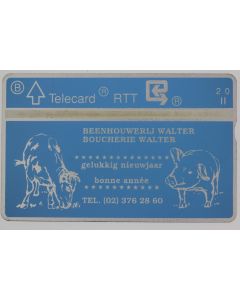 B Telecard ® RTT ® 20
II
BEENHOUWERIJ WALTER
BOUCHERIE WALTER
gelukkig nieuwjaar
bonne année
TEL. (02) 376 28 60